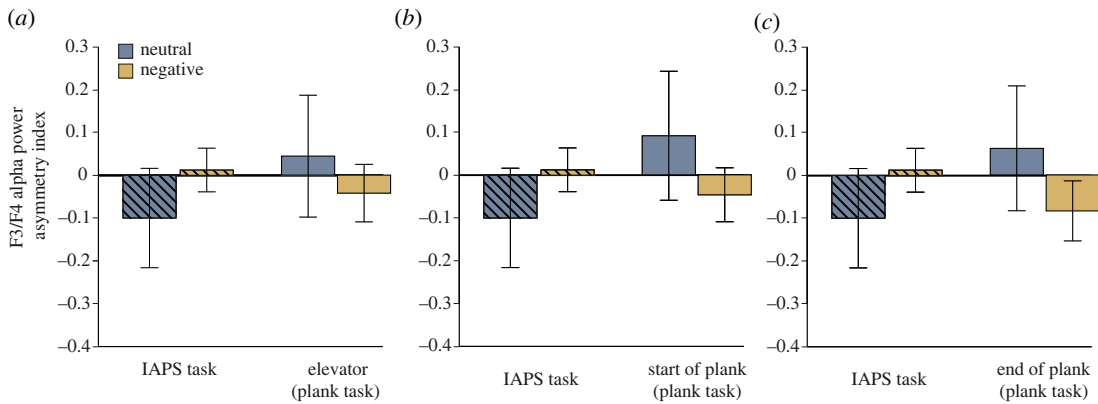 (a)
F3/F4 alpha power
asymmetry index
0.3
0.2
0.1
0
–0.1
–0.2
–0.3
–0.4
neutral
negative
IAPS task
elevator
(plank task)
(b)
0.3
0.2
0.1
0
–0.1
–0.2
–0.3
–0.4
IAPS task
start of plank
(plank task)
(c)
0.3
0.2
0.1
0
–0.1
–0.2
–0.3
–0.4
IAPS task
end of plank
(plank task)